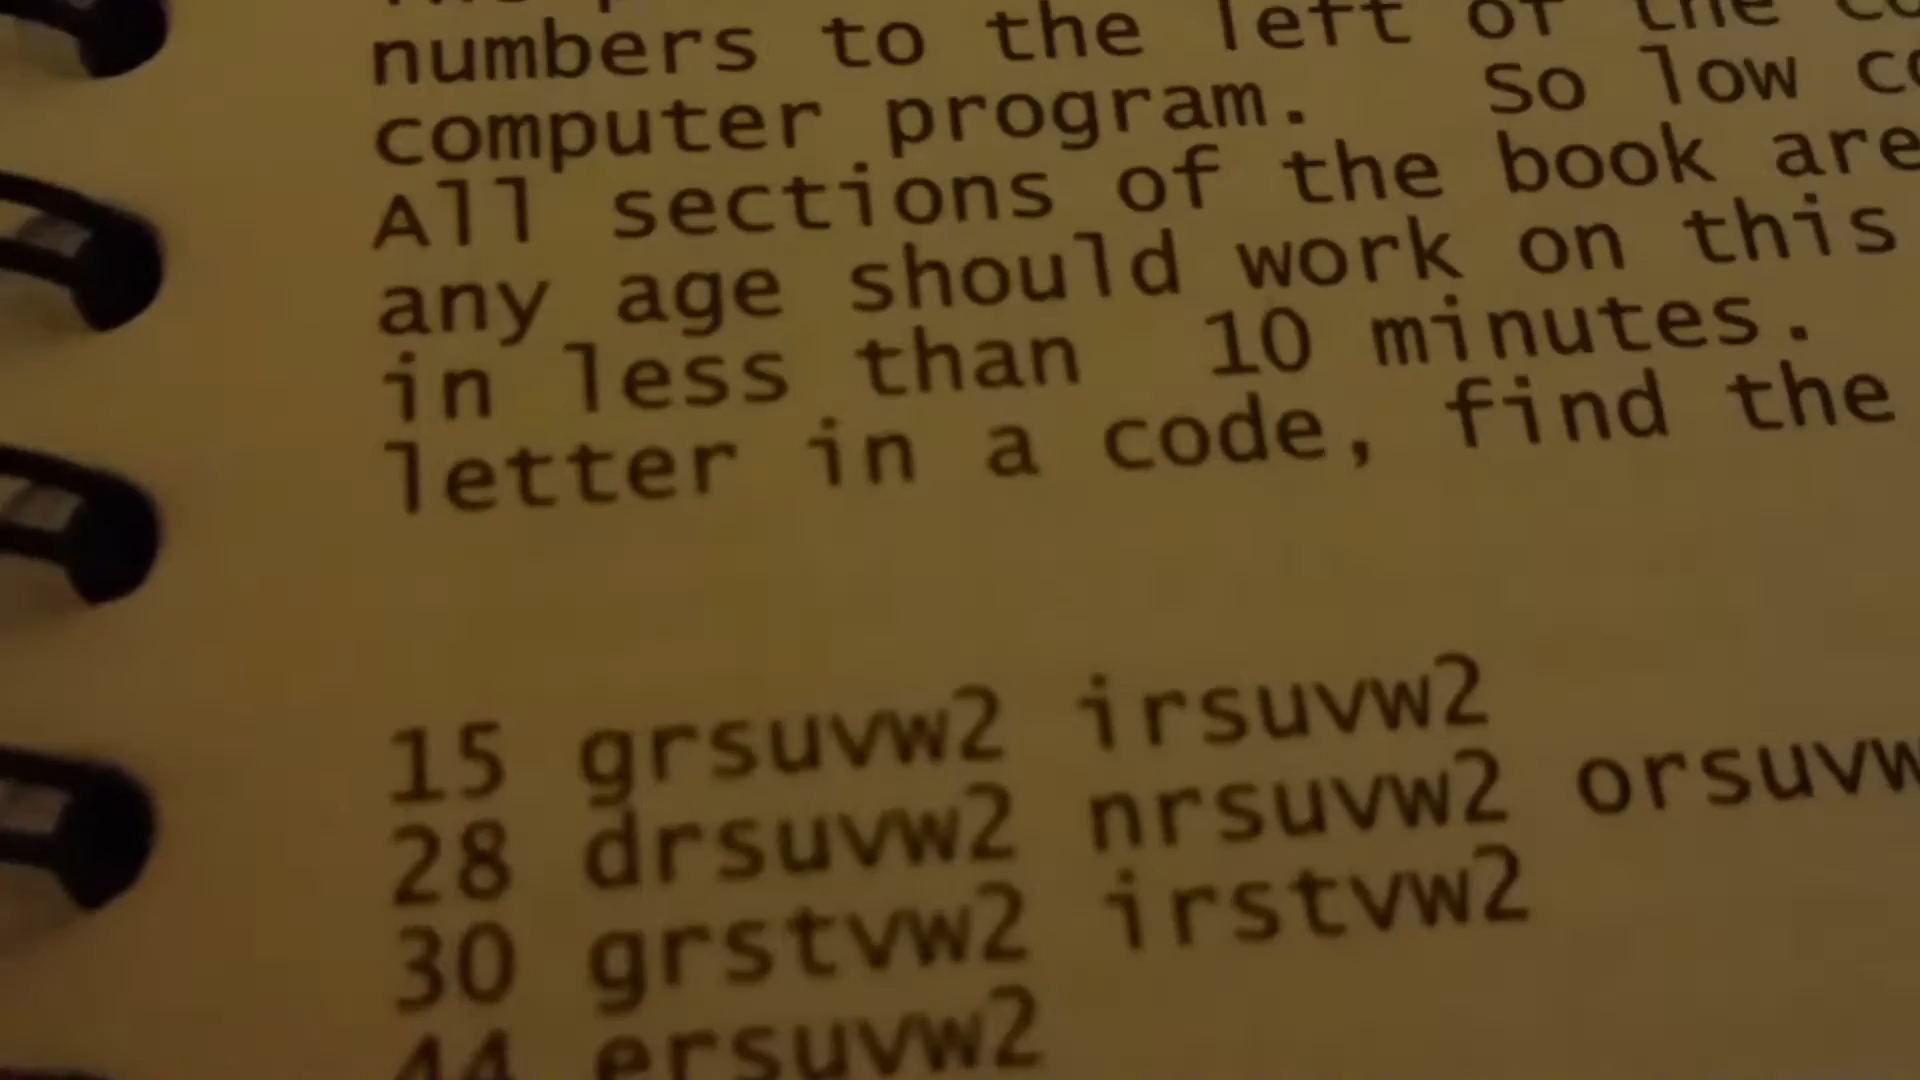 numbers to the left of the
computer program. So low
All sections of the book are
any age should work on this
in less than 10 minutes.
letter in a code, find the
15 grsuvw2 irsuvw2
28 drsuvw2 nrsuvw2 orsuvw
30 grstvw2 irstvw2
44 ersuvw2